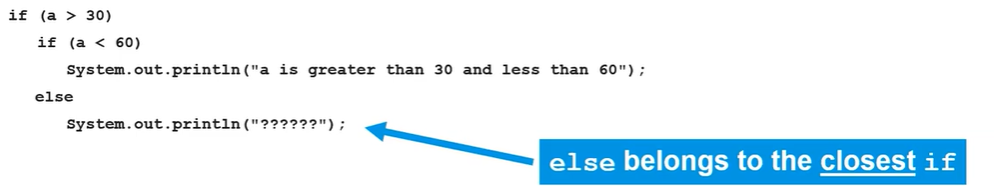 if (a > 30)
if (a < 60)
System.out.println("a is greater than 30 and less than 60");
else
System.out.println("??????");
else belongs to the closest if